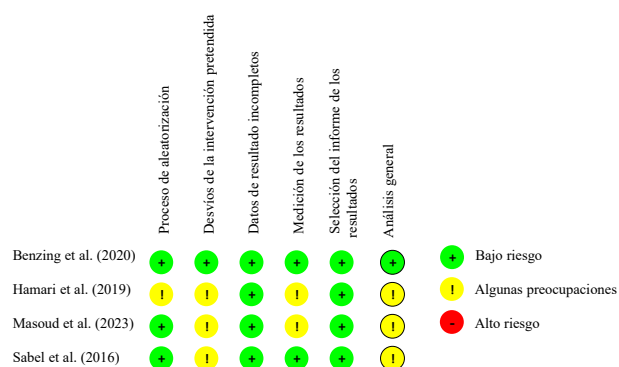 Proceso de aleatorización
Desvíos de la intervención pretendida
Datos de resultado incompletos
Medición de los resultados
Selección del informe de los
resultados
Análisis general
Benzing et al. (2020) + + + + + +
Hamari et al. (2019) ! ! + ! + !
Masoud et al. (2023) + ! + ! + !
Sabel et al. (2016) + ! + + + !
+ Bajo riesgo
! Algunas preocupaciones
- Alto riesgo